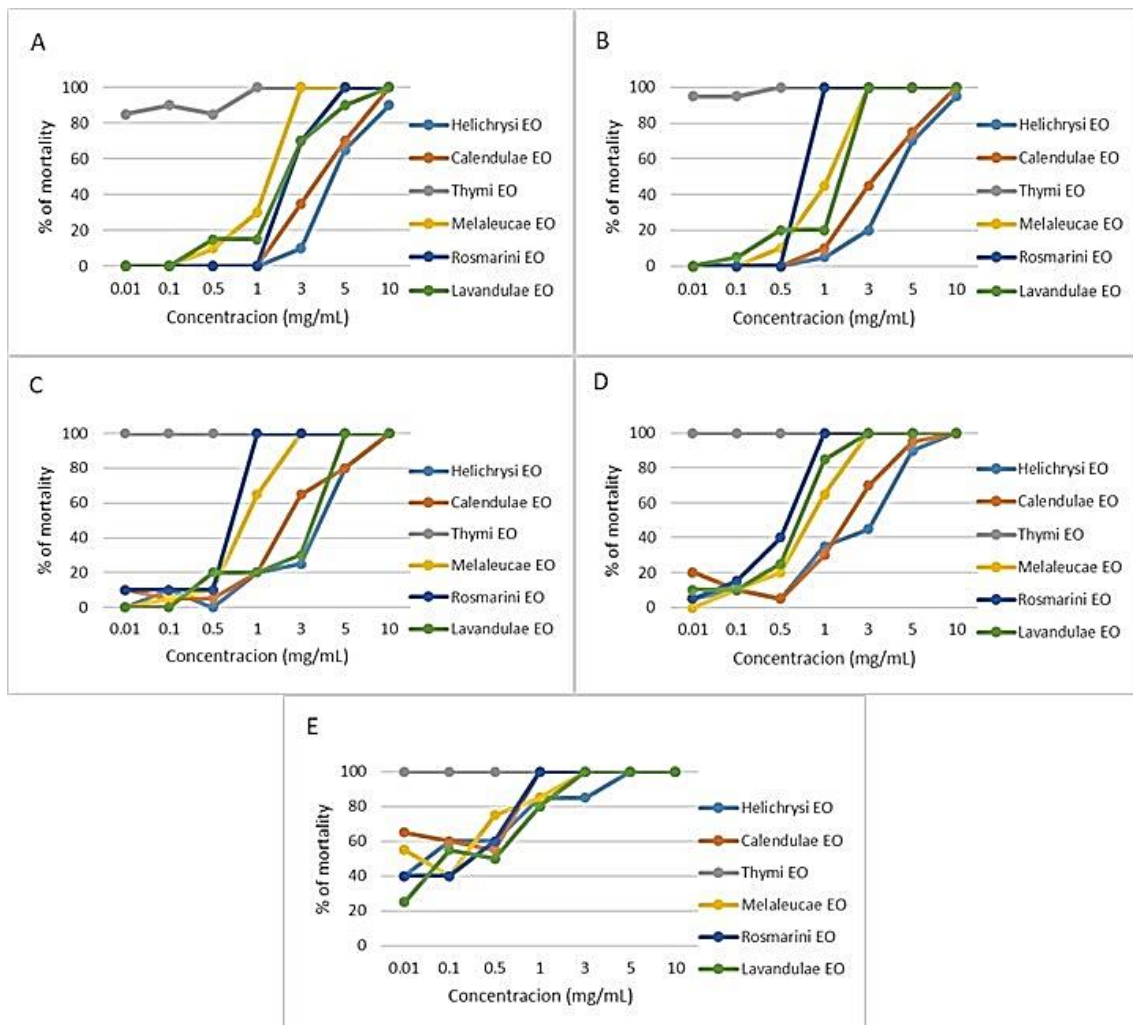 A
% of mortality
100
80
60
40
20
0
0.01 0.1 0.5 1 3 5 10
Concentracion (mg/mL)
Helichrysi EO
Calendulae EO
Thymi EO
Melaleucae EO
Rosmarini EO
Lavandulae EO
B
% of mortality
100
80
60
40
20
0
0.01 0.1 0.5 1 3 5 10
Concentracion (mg/mL)
Helichrysi EO
Calendulae EO
Thymi EO
Melaleucae EO
Rosmarini EO
Lavandulae EO
C
% of mortality
100
80
60
40
20
0
0.01 0.1 0.5 1 3 5 10
Concentracion (mg/mL)
Helichrysi EO
Calendulae EO
Thymi EO
Melaleucae EO
Rosmarini EO
Lavandulae EO
D
% of mortality
100
80
60
40
20
0
0.01 0.1 0.5 1 3 5 10
Concentracion (mg/mL)
Helichrysi EO
Calendulae EO
Thymi EO
Melaleucae EO
Rosmarini EO
Lavandulae EO
E
% of mortality
100
80
60
40
20
0
0.01 0.1 0.5 1 3 5 10
Concentracion (mg/mL)
Helichrysi EO
Calendulae EO
Thymi EO
Melaleucae EO
Rosmarini EO
Lavandulae EO